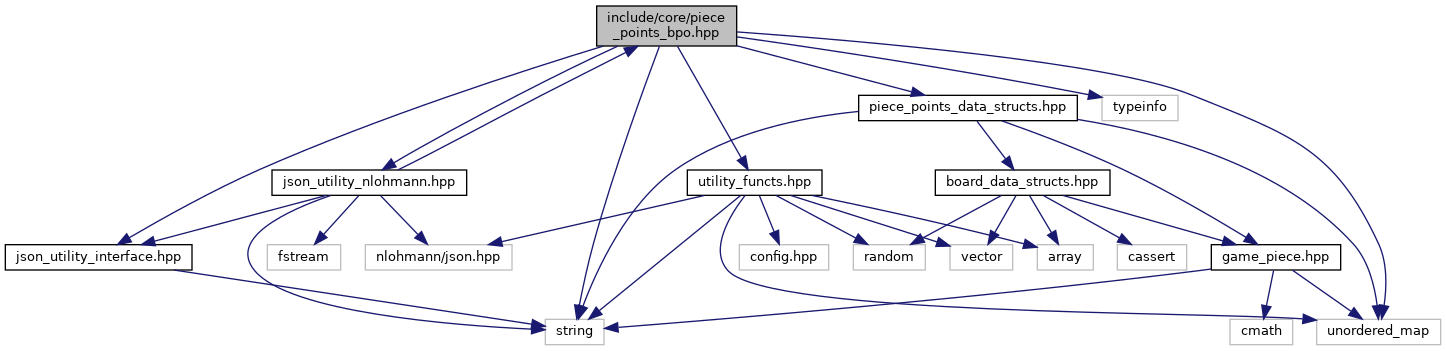 include/core/piece
_points_bpo.hpp
piece_points_data_structs.hpp
typeinfo
json_utility_nlohmann.hpp
utility_functs.hpp
board_data_structs.hpp
json_utility_interface.hpp
fstream
nlohmann/json.hpp
config.hpp
random
vector
array
cassert
game_piece.hpp
string
cmath
unordered_map